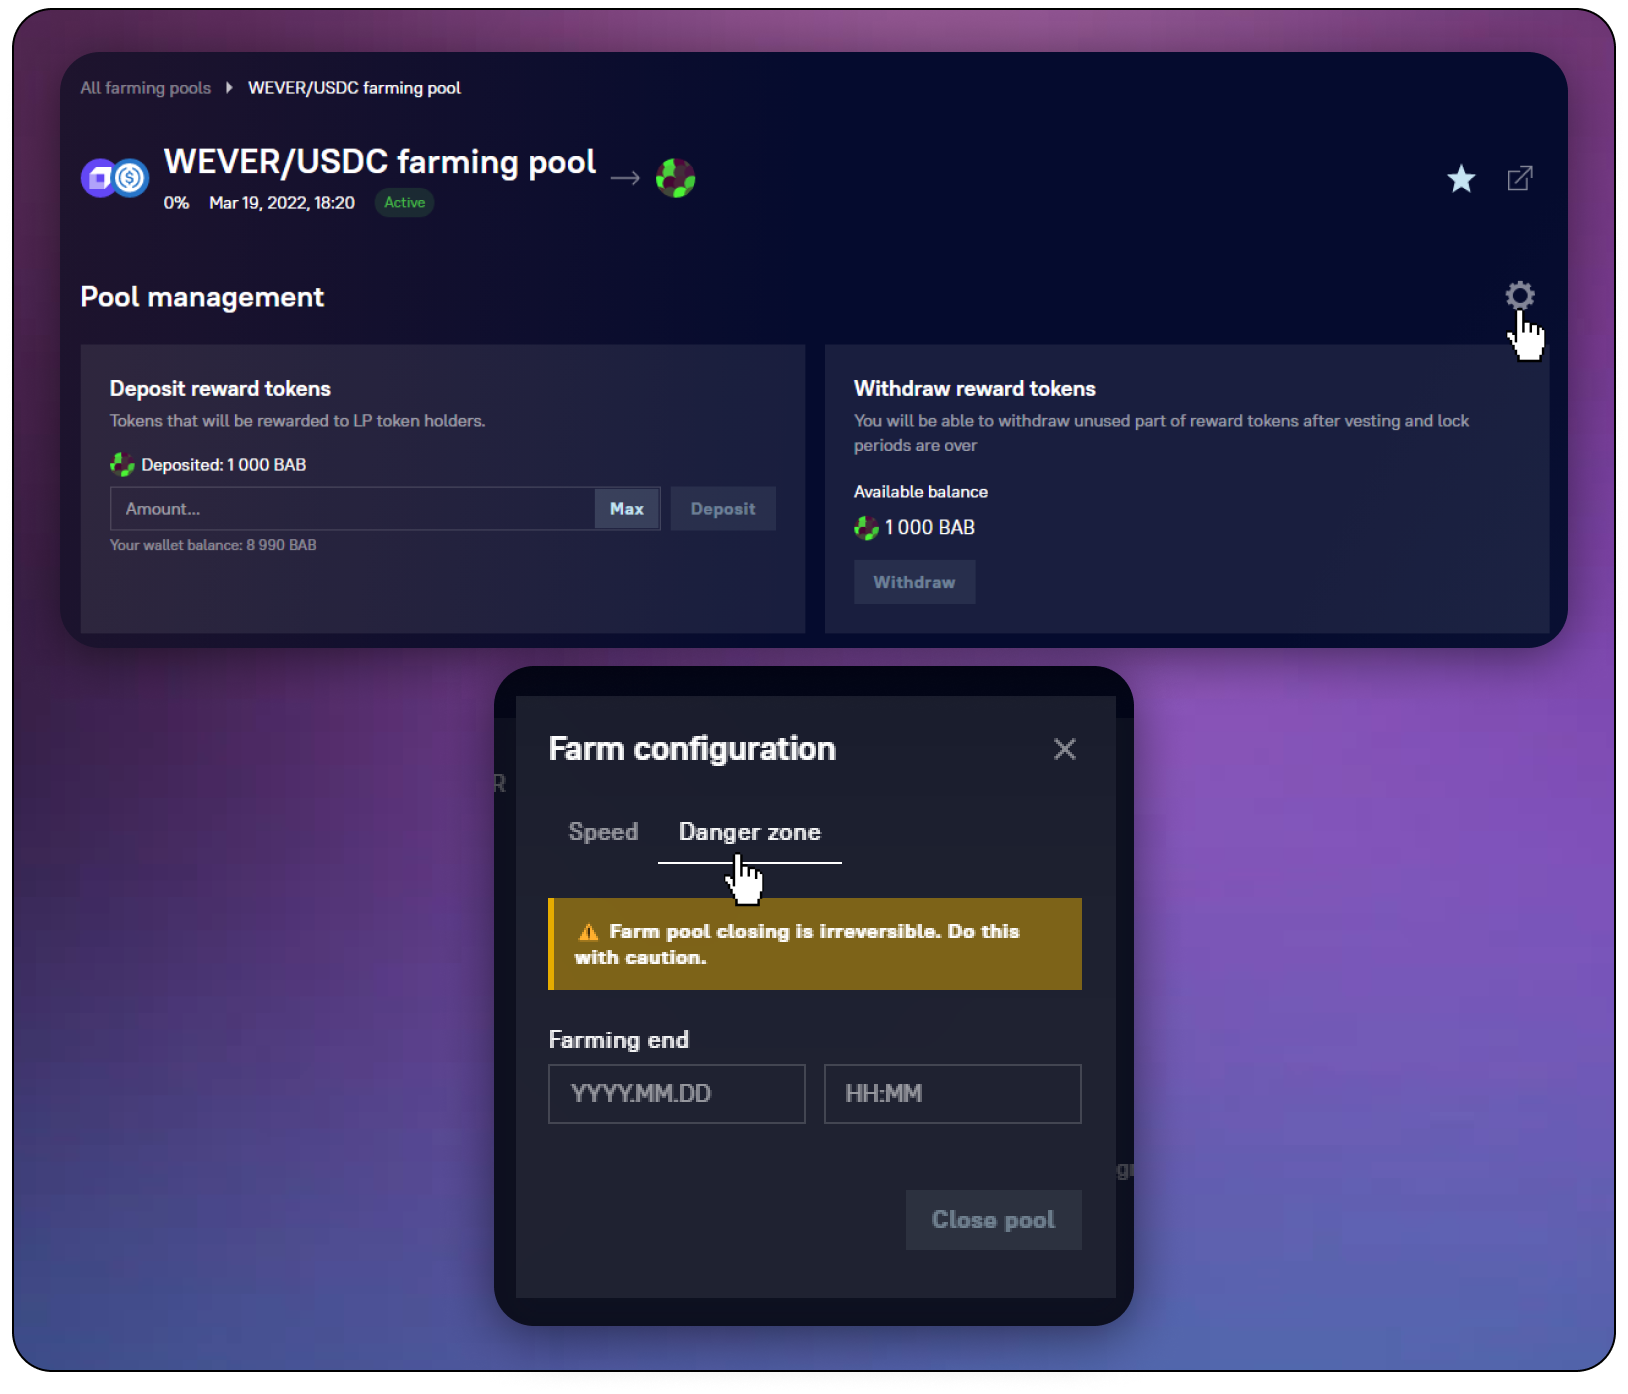 All farming pools WEVER/USDC farming pool
WEVER/USDC farming pool
0% Mar 19, 2022, 18:20 Active
Pool management
Deposit reward tokens
Tokens that will be rewarded to LP token holders.
Deposited: 1 000 BAB
Amount... Max Deposit
Your wallet balance: 8 990 BAB
Withdraw reward tokens
You will be able to withdraw unused part of reward tokens after vesting and lock
periods are over
Available balance
1 000 BAB
Withdraw
Farm configuration
R
Speed Danger zone
Farm pool closing is irreversible. Do this
with caution.
Farming end
YYYY.MM.DD HH:MM
Close pool